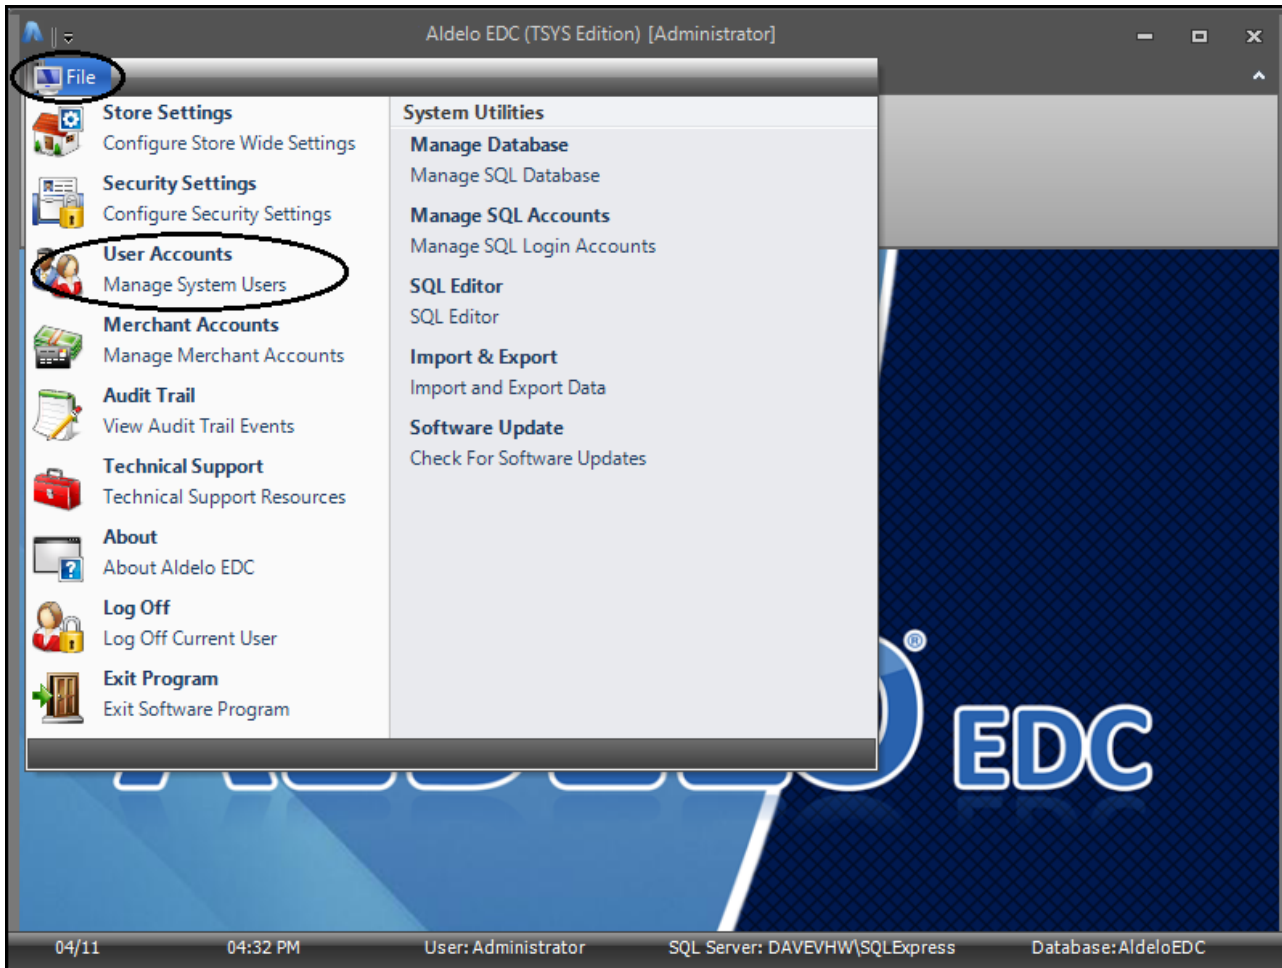 Aldelo EDC (TSYS Edition) [Administrator]
File
Store Settings
Configure Store Wide Settings
Security Settings
Configure Security Settings
User Accounts
Manage System Users
Merchant Accounts
Manage Merchant Accounts
Audit Trail
View Audit Trail Events
Technical Support
Technical Support Resources
About
About Aldelo EDC
Log Off
Log Off Current User
Exit Program
Exit Software Program
System Utilities
Manage Database
Manage SQL Database
Manage SQL Accounts
Manage SQL Login Accounts
SQL Editor
SQL Editor
Import & Export
Import and Export Data
Software Update
Check For Software Updates
EDC
04/11 04:32 PM User: Administrator SQL Server: DAVEVHW\SQLExpress Database:AldeloEDC